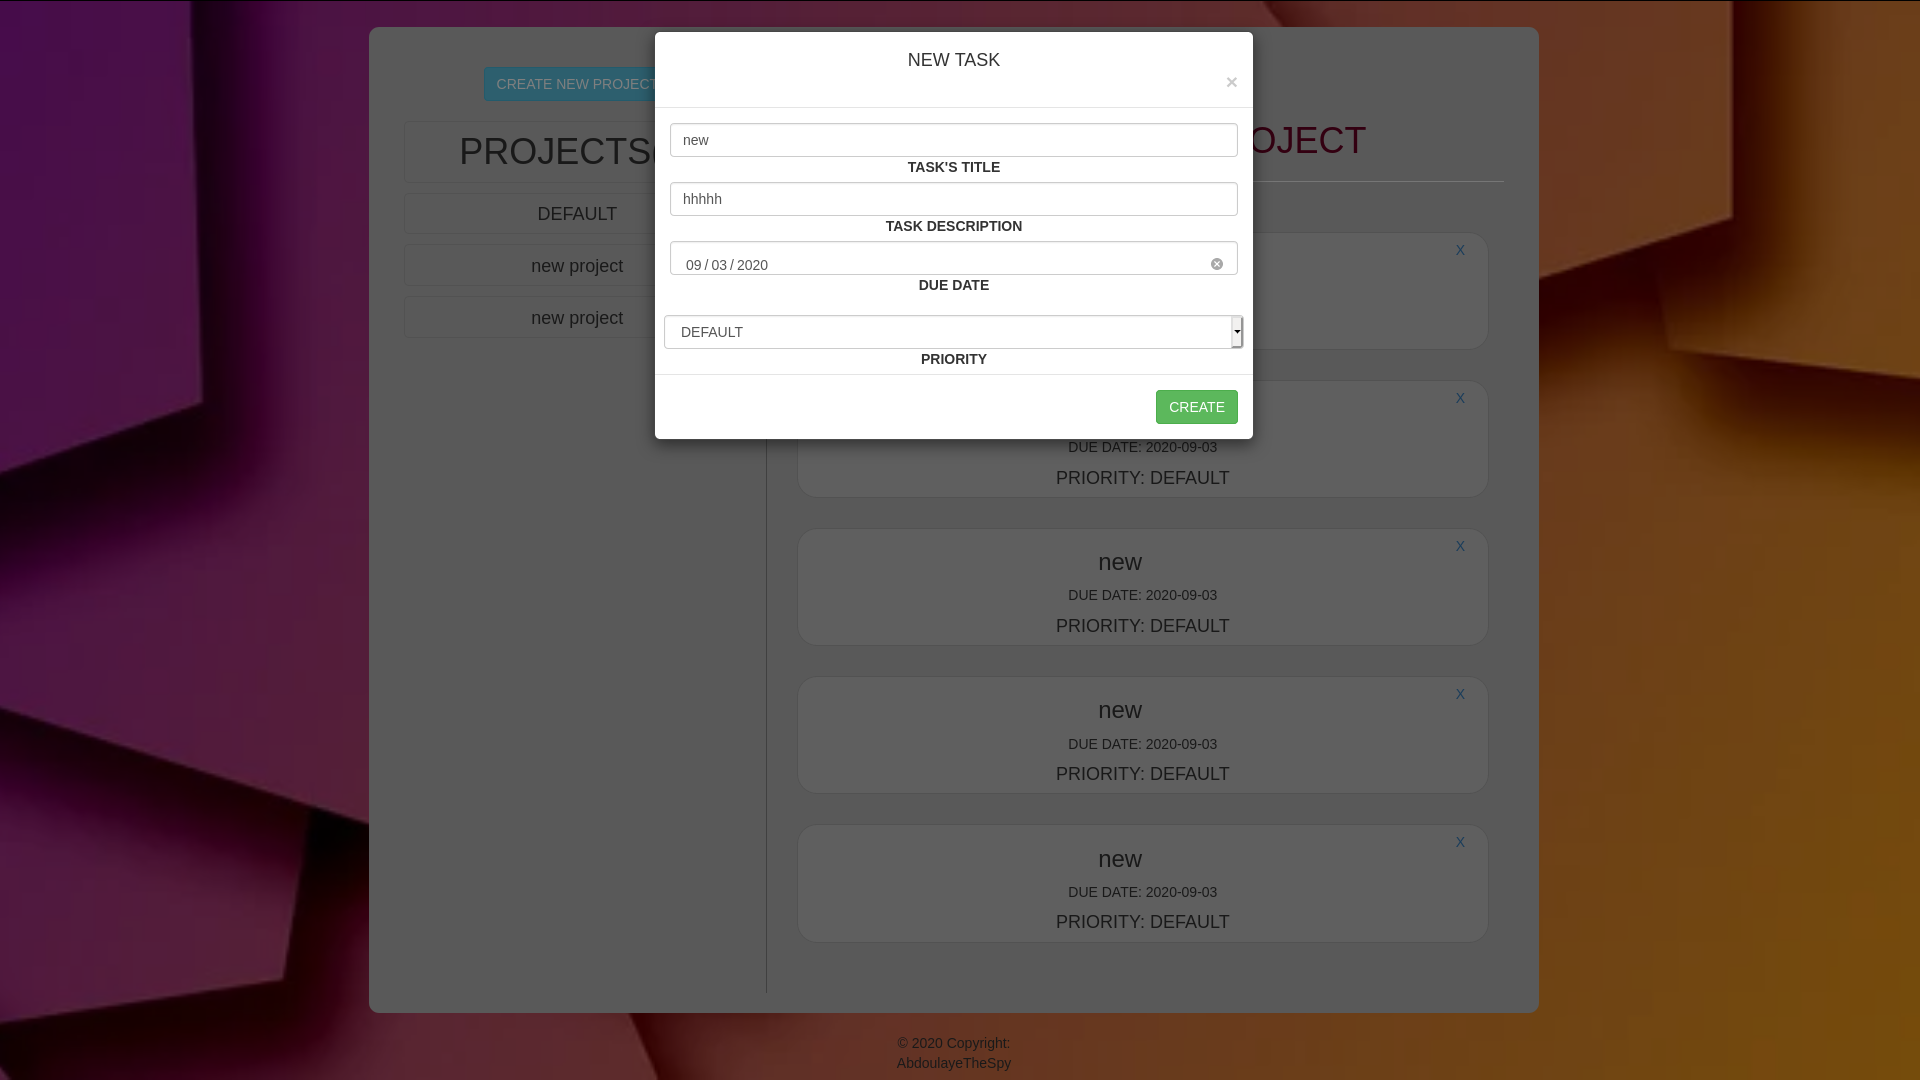 NEW TASK
×
new
TASK'S TITLE
hhhhh
TASK DESCRIPTION
09 / 03 / 2020
DUE DATE
DEFAULT
PRIORITY
CREATE
CREATE NEW PROJECT
PROJECTS
DEFAULT
new project
new project
OJECT
X
X
DUE DATE: 2020-09-03
PRIORITY: DEFAULT
X
new
DUE DATE: 2020-09-03
PRIORITY: DEFAULT
X
new
DUE DATE: 2020-09-03
PRIORITY: DEFAULT
X
new
DUE DATE: 2020-09-03
PRIORITY: DEFAULT
© 2020 Copyright:
AbdoulayeTheSpy